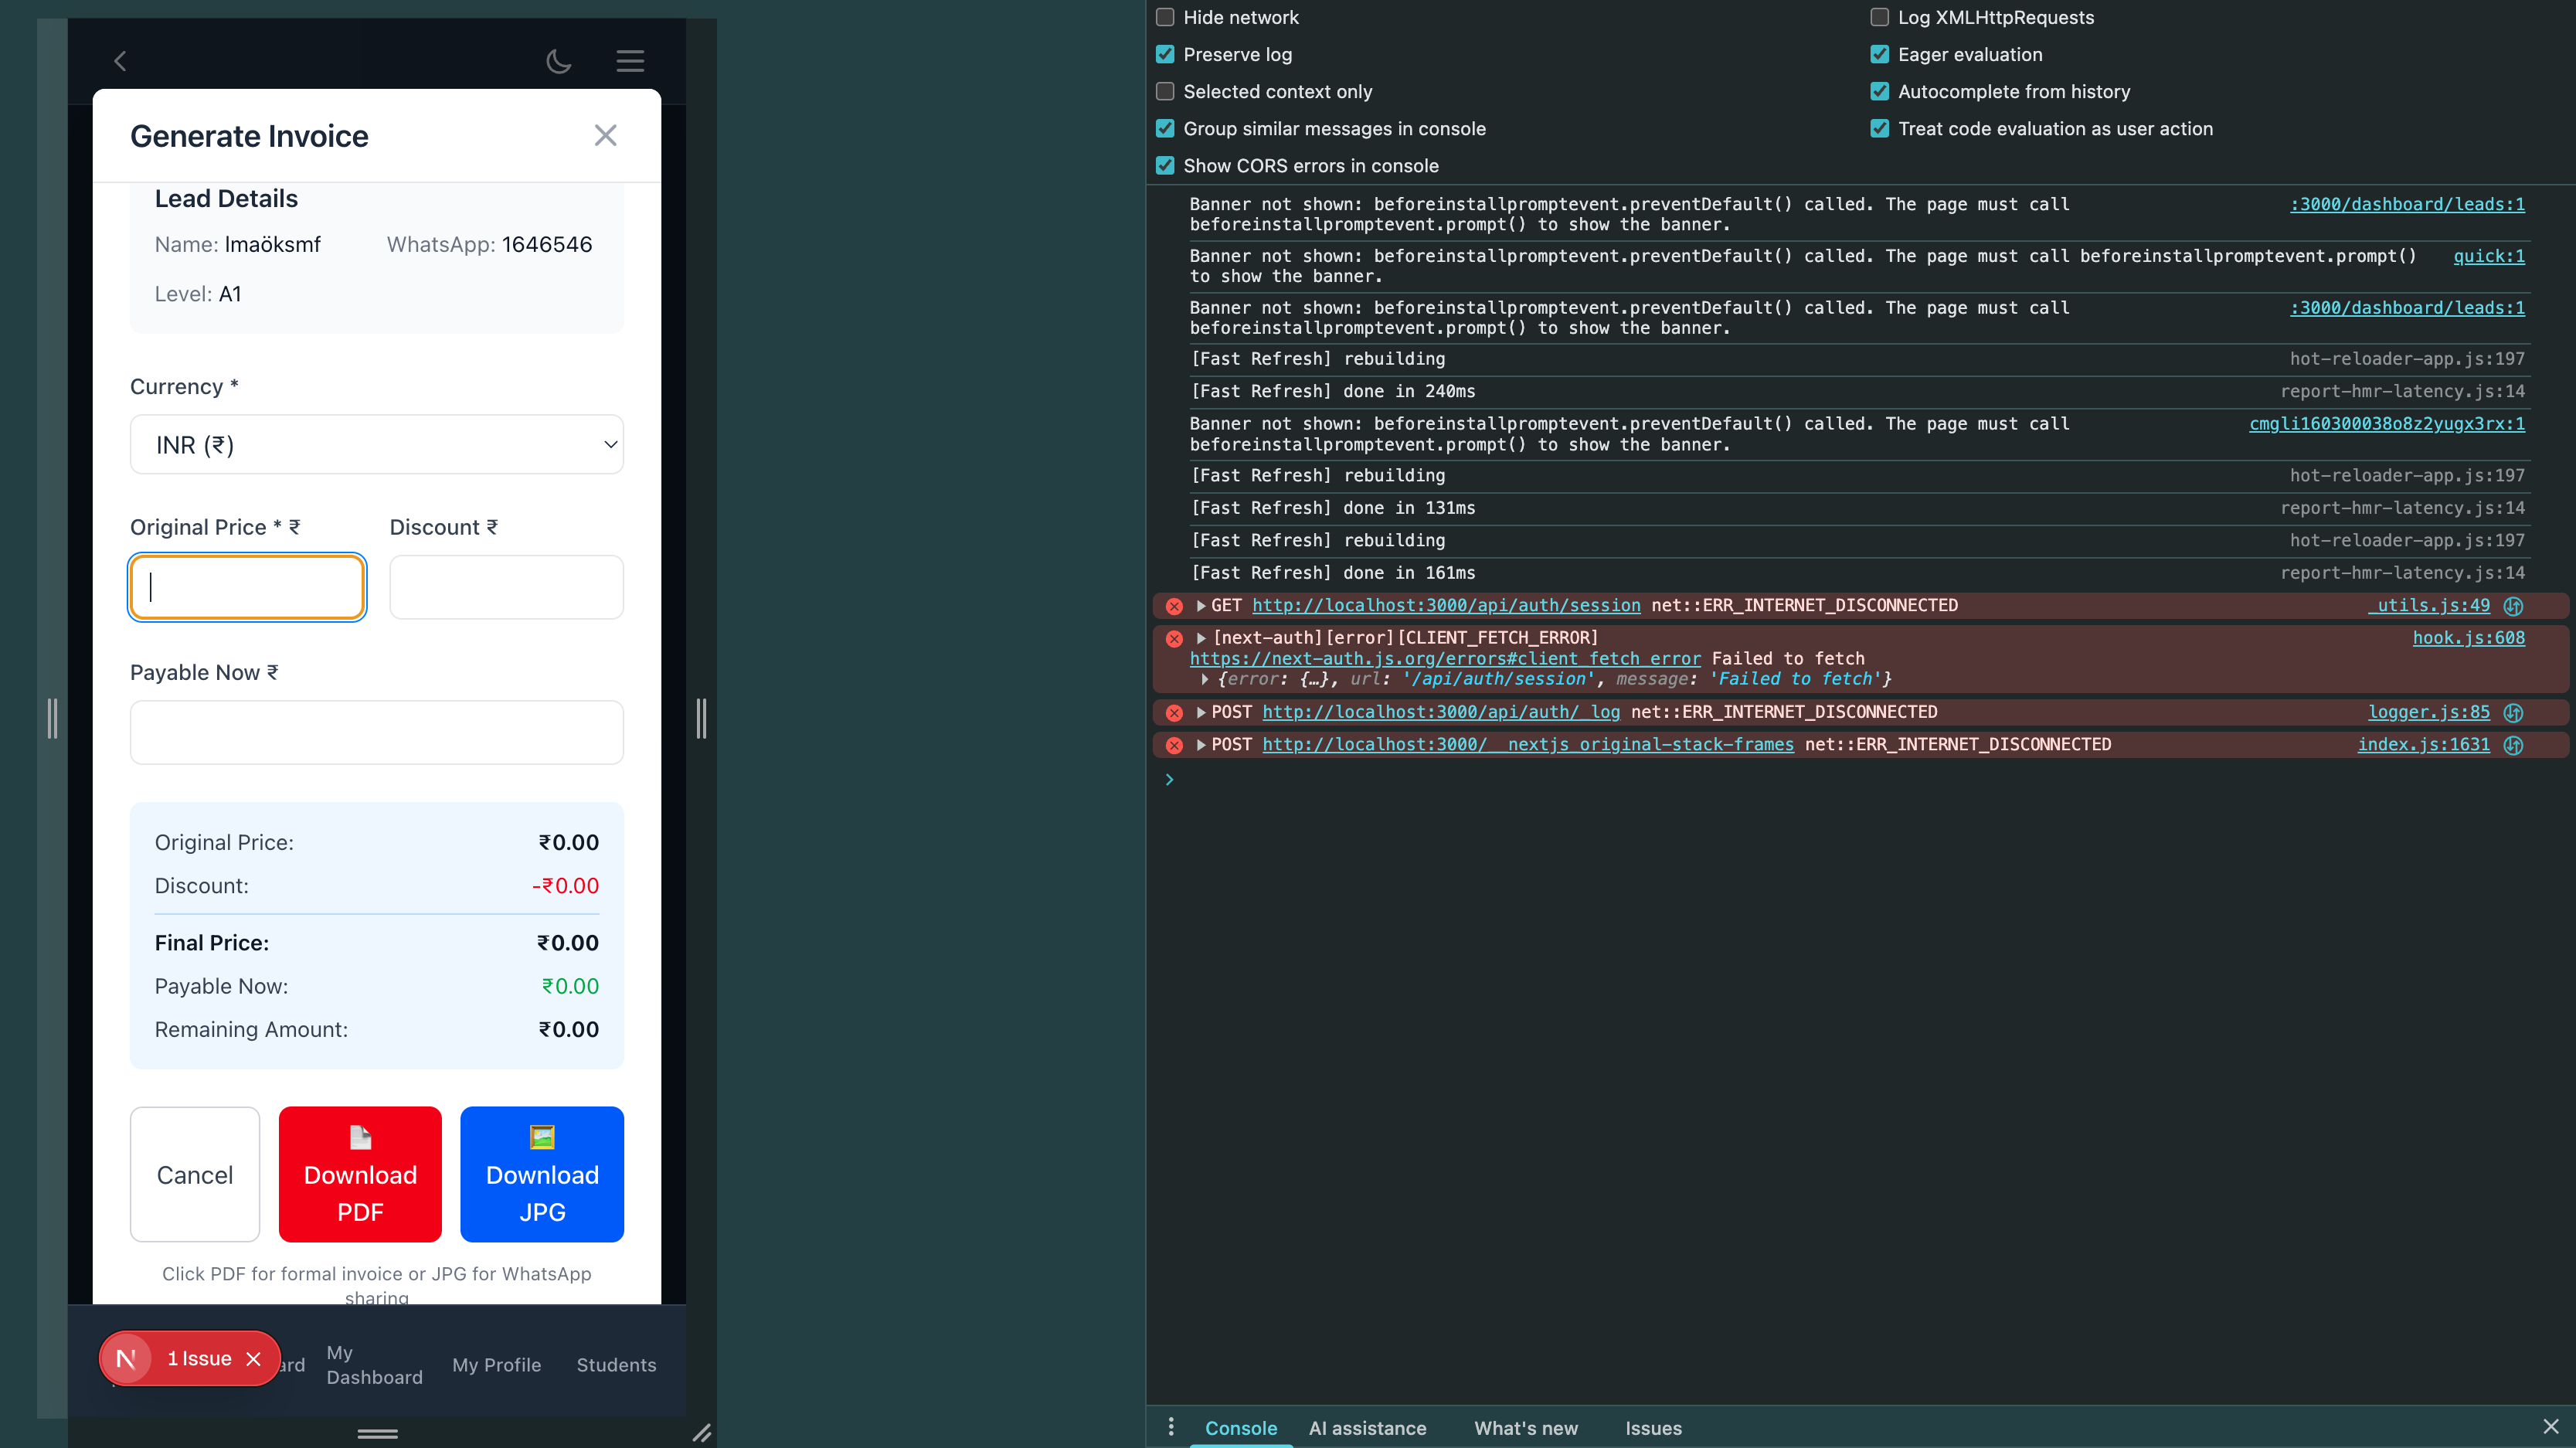 Generate Invoice
Lead Details
Name: lmaöksmf
WhatsApp: 1646546
Level: A1
Currency *
INR (₹)
Original Price * ₹
Discount ₹
Payable Now ₹
Original Price:
₹0.00
Discount:
-₹0.00
Final Price:
₹0.00
Payable Now:
₹0.00
Remaining Amount:
₹0.00
Cancel
Download
PDF
Download
JPG
Click PDF for formal invoice or JPG for WhatsApp
sharing
N
1 Issue
ard
My
Dashboard
My Profile
Students
Hide network
Log XMLHttpRequests
Preserve log
Eager evaluation
Selected context only
Autocomplete from history
Group similar messages in console
Treat code evaluation as user action
Show CORS errors in console
Banner not shown: beforeinstallpromptevent.preventDefault() called. The page must call
:3000/dashboard/leads:1
beforeinstallpromptevent.prompt() to show the banner.
Banner not shown: beforeinstallpromptevent.preventDefault() called. The page must call beforeinstallpromptevent.prompt()
quick:1
to show the banner.
Banner not shown: beforeinstallpromptevent.preventDefault() called. The page must call
:3000/dashboard/leads:1
beforeinstallpromptevent.prompt() to show the banner.
[Fast Refresh] rebuilding
hot-reloader-app.js:197
[Fast Refresh] done in 240ms
report-hmr-latency.js:14
Banner not shown: beforeinstallpromptevent.preventDefault() called. The page must call
cmgli160300038o8z2yugx3rx:1
beforeinstallpromptevent.prompt() to show the banner.
[Fast Refresh] rebuilding
hot-reloader-app.js:197
[Fast Refresh] done in 131ms
report-hmr-latency.js:14
[Fast Refresh] rebuilding
hot-reloader-app.js:197
[Fast Refresh] done in 161ms
report-hmr-latency.js:14
GET http://localhost:3000/api/auth/session net::ERR_INTERNET_DISCONNECTED
_utils.js:49
[next-auth][error][CLIENT_FETCH_ERROR]
hook.js:608
https://next-auth.js.org/errors#client_fetch_error Failed to fetch
{error: {…}, url: '/api/auth/session', message: 'Failed to fetch'}
POST http://localhost:3000/api/auth/_log net::ERR_INTERNET_DISCONNECTED
logger.js:85
POST http://localhost:3000/__nextjs_original-stack-frames net::ERR_INTERNET_DISCONNECTED
index.js:1631
Console
AI assistance
What's new
Issues